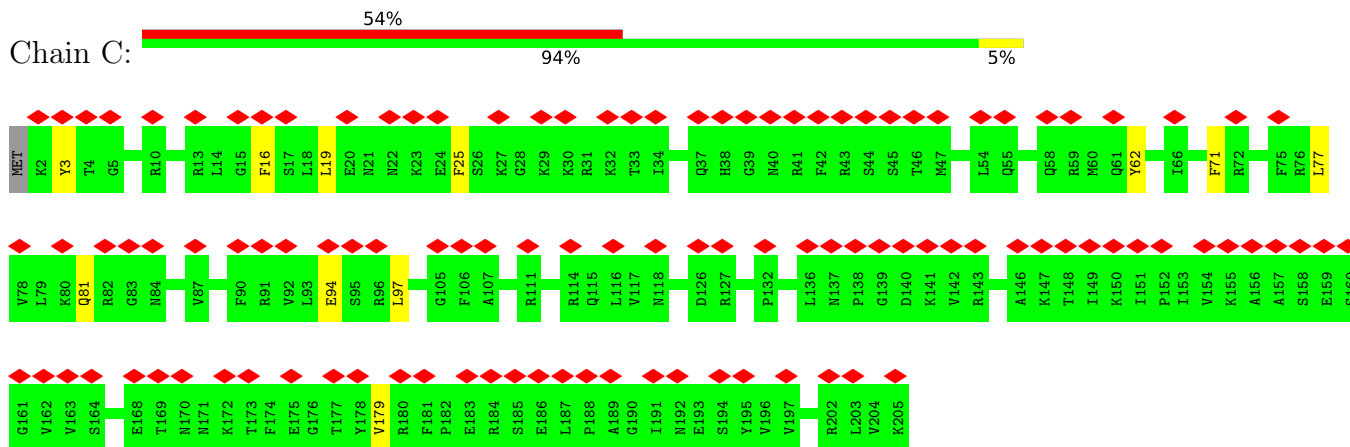 54%
Chain C:
94% 5%
MET K2 Y3 T4 G5 R10 R13 L14 G15 F16 S17 L18 L19 E20 N21 N22 K23 E24 F25 S26 K27 G28 K29 K30 R31 K32 T33 I34 Q37 H38 G39 N40 R41 F42 R43 S44 S45 T46 M47 L54 Q55 Q58 R59 M60 Q61 Y62 I66 F71 R72 F75 R76 L77
V78 L79 K80 Q81 R82 G83 N84 V87 F90 R91 V92 L93 E94 S95 R96 L97 G105 F106 A107 R111 R114 Q115 L116 V117 N118 D126 R127 P132 L136 N137 P138 G139 D140 K141 V142 R143 A146 K147 T148 I149 K150 I151 P152 I153 V154 K155 A156 A157 S158 E159 S160
G161 V162 V163 S164 E168 T169 N170 N171 K172 T173 F174 E175 G176 T177 Y178 V179 R180 F181 P182 E183 R184 S185 E186 L187 P188 A189 G190 I191 N192 E193 S194 Y195 V196 V197 R202 L203 V204 K205